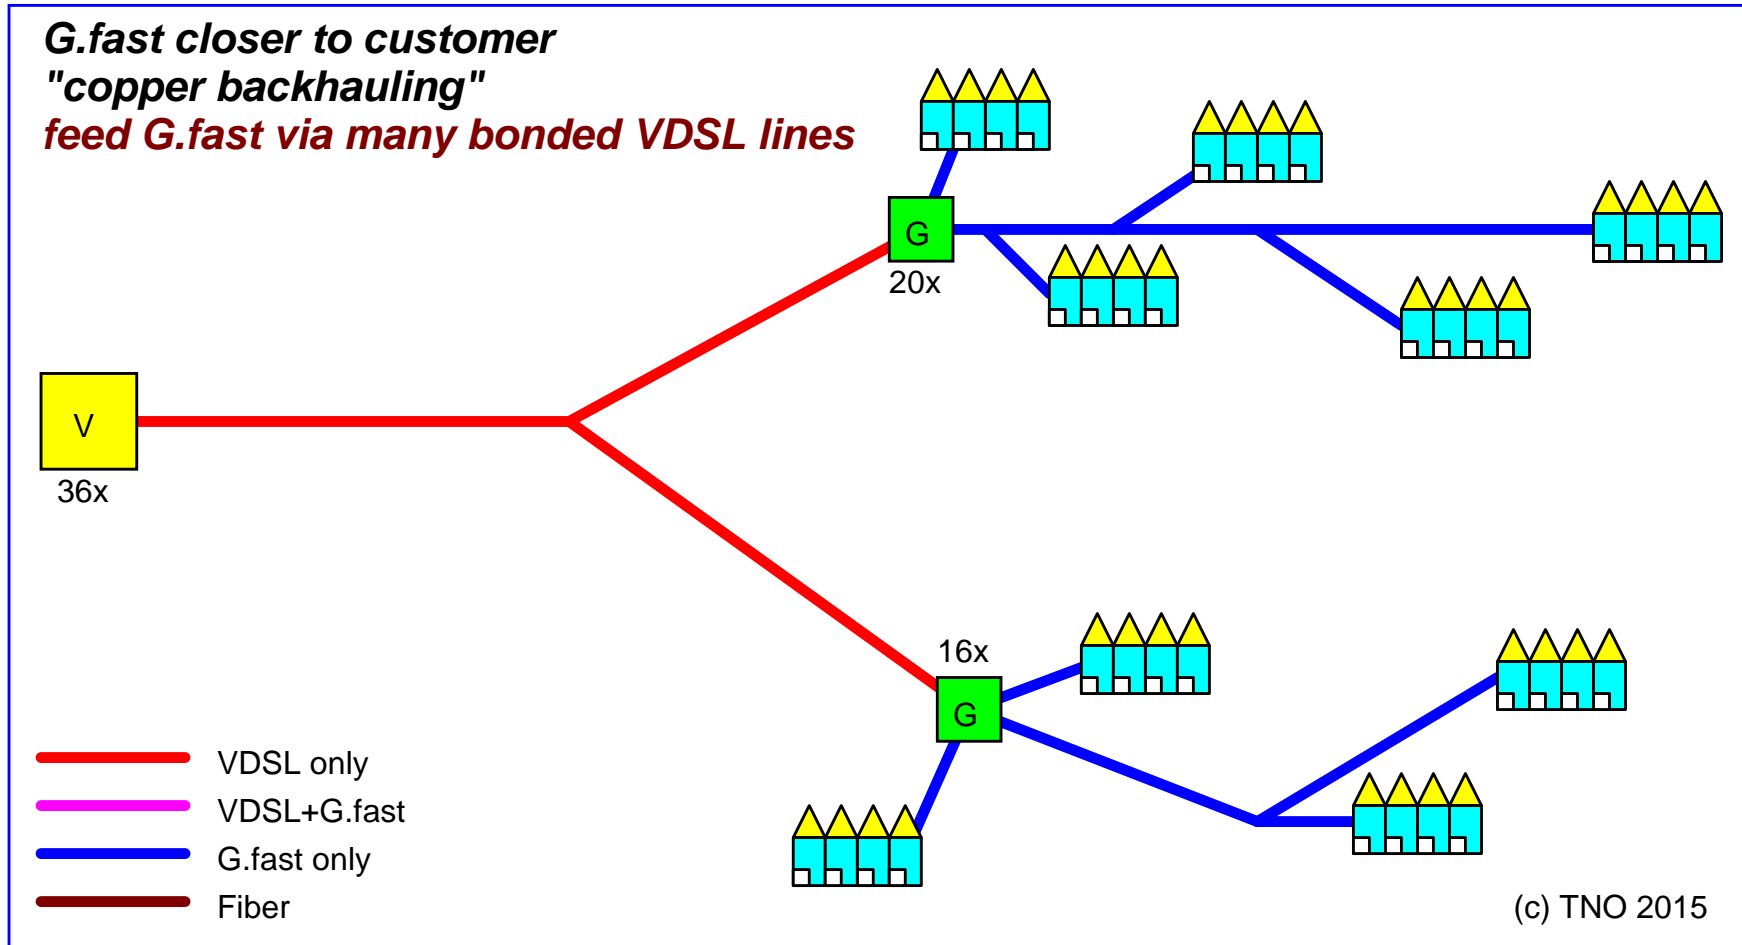 G.fast closer to customer
"copper backhauling"
feed G.fast via many bonded VDSL lines
G
20x
V
36x
16x
G
VDSL only
VDSL+G.fast
G.fast only
Fiber
(c) TNO 2015